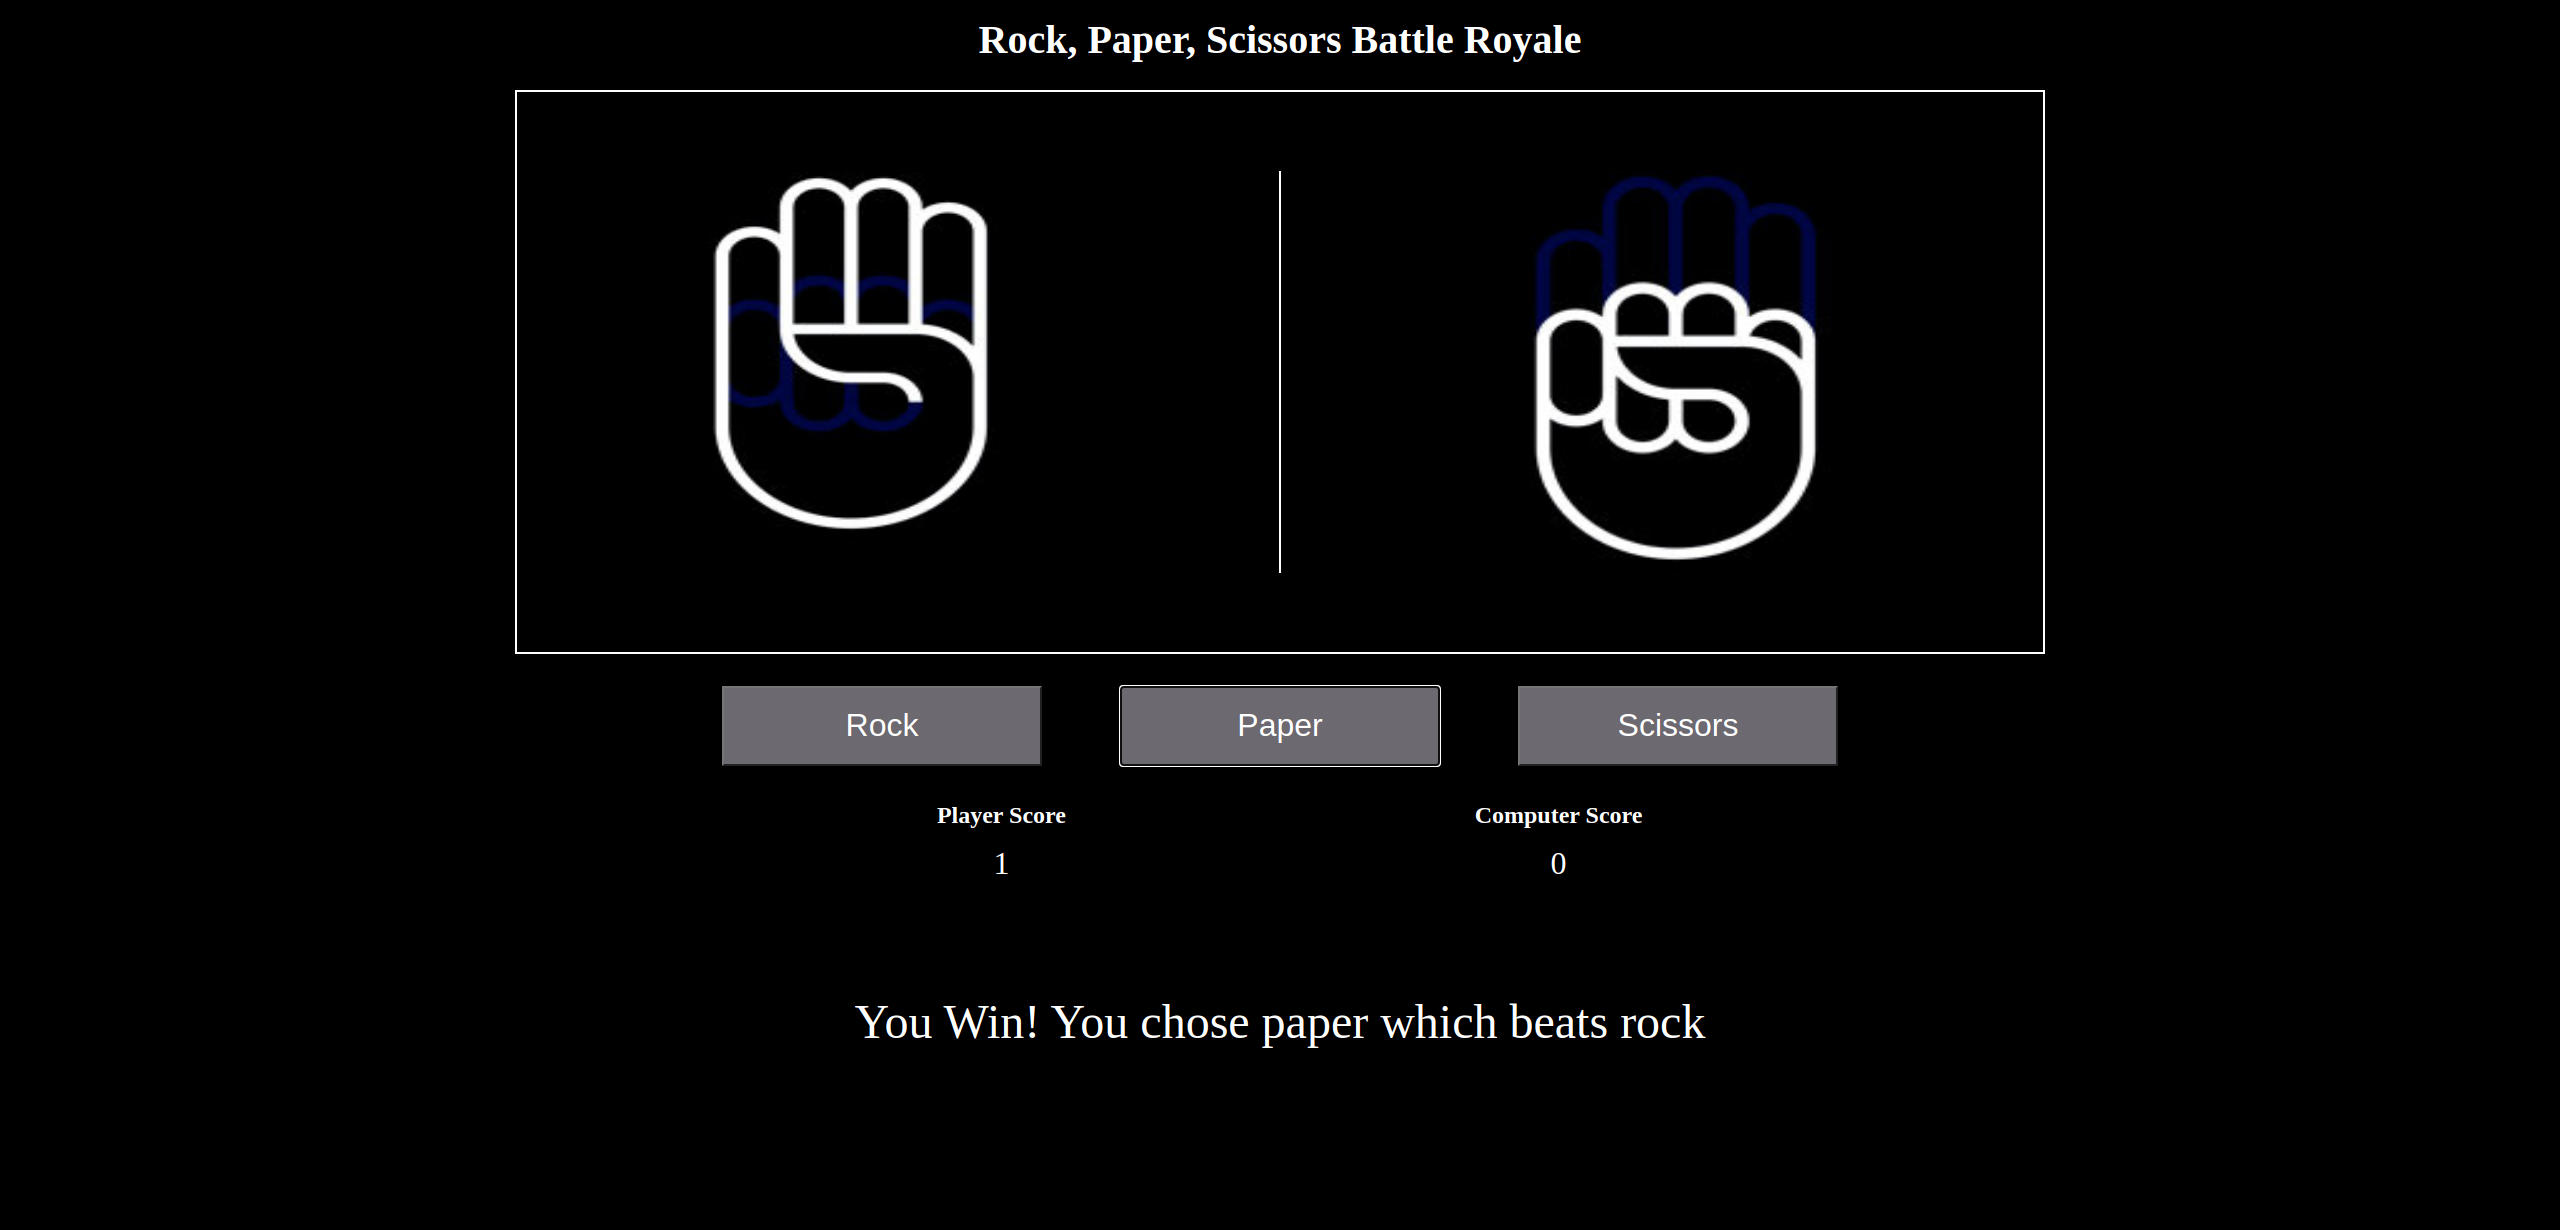 Rock, Paper, Scissors Battle Royale
Rock
Paper
Scissors
Player Score
Computer Score
1
0
You Win! You chose paper which beats rock